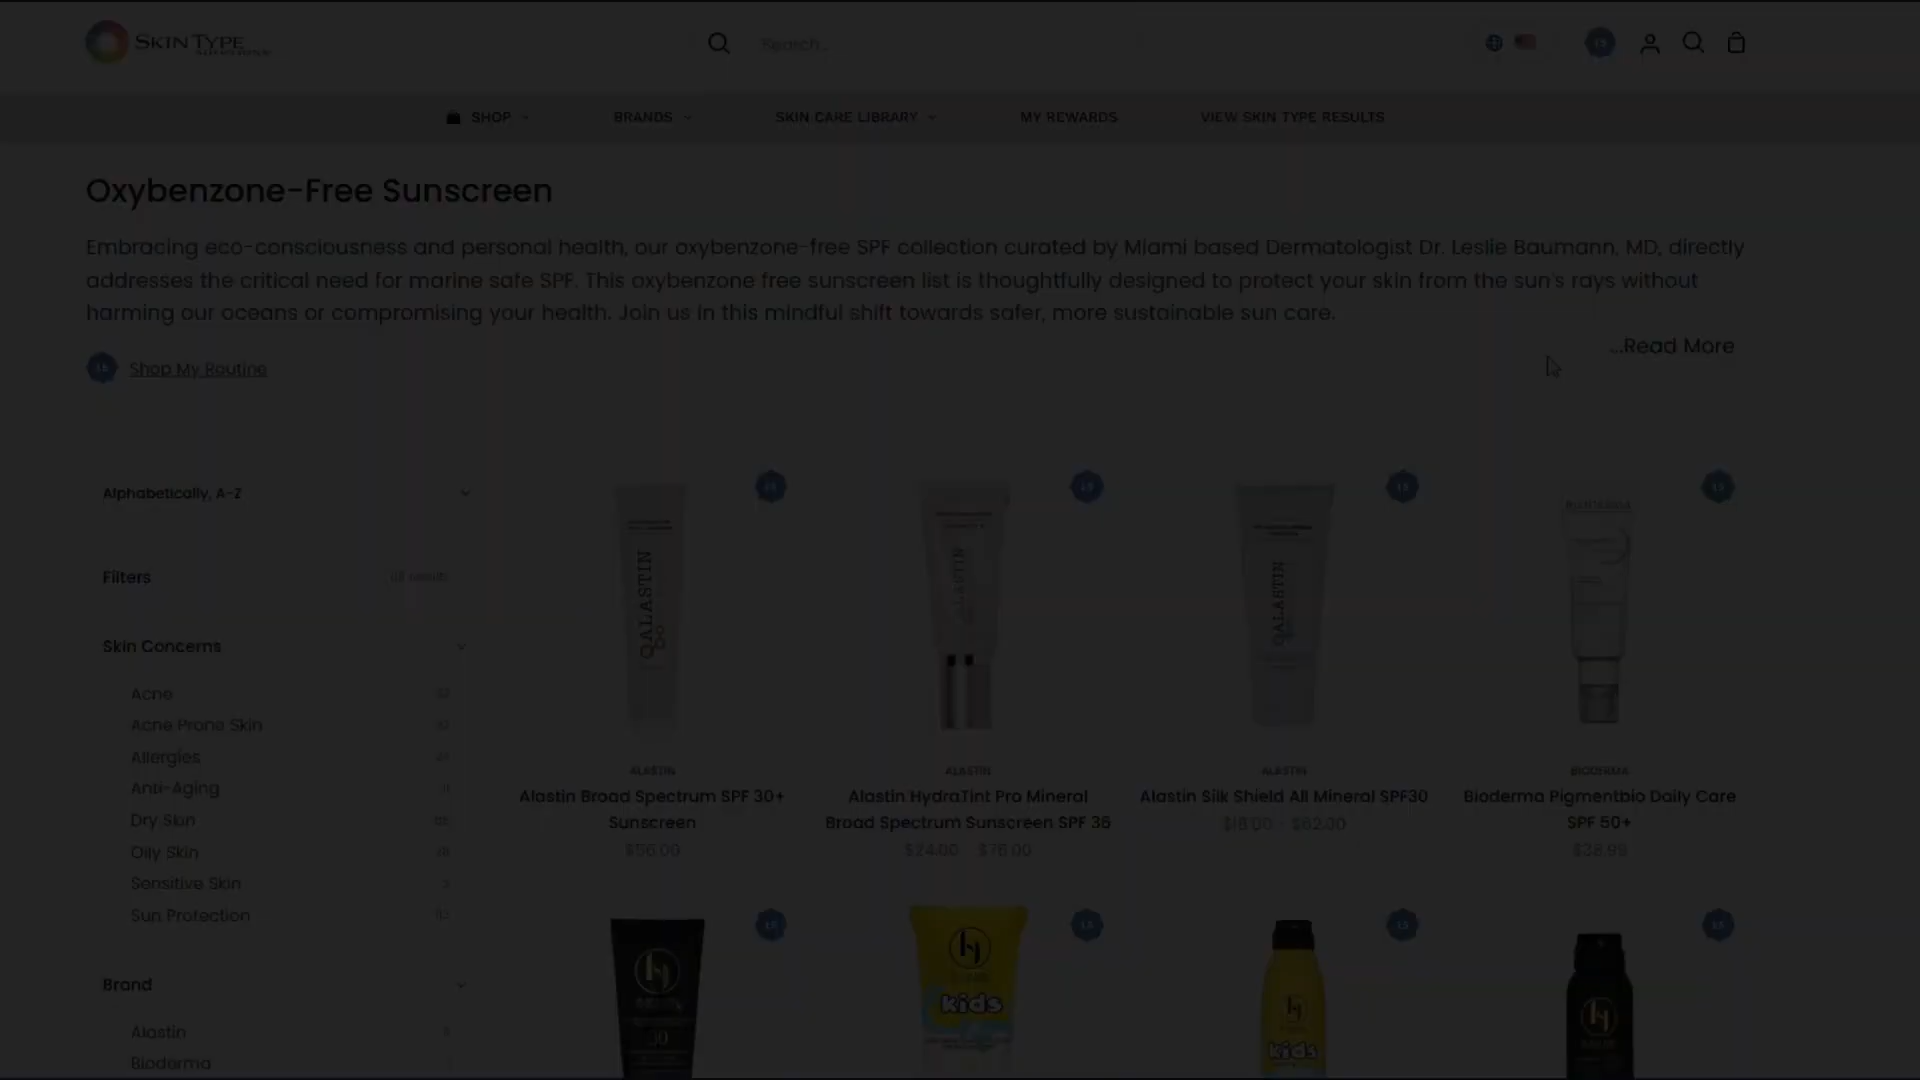 SKIN TYPE
Search...
SHOP
BRANDS
SKIN CARE LIBRARY
MY REWARDS
VIEW SKIN TYPE RESULTS
Oxybenzone-Free Sunscreen
Embracing eco-consciousness and personal health, our oxybenzone-free SPF collection curated by Miami based Dermatologist Dr. Leslie Baumann, MD, directly
addresses the critical need for marine safe SPF. This oxybenzone free sunscreen list is thoughtfully designed to protect your skin from the sun's rays without
harming our oceans or compromising your health. Join us in this mindful shift towards safer, more sustainable sun care.
...Read More
Shop My Routine
Alphabetically, A-Z
Filters
Skin Concerns
Acne
Acne Prone Skin
Allergies
Anti-Aging
Dry Skin
Oily Skin
Sensitive Skin
Sun Protection
Brand
Alastin
Bioderma
ALASTIN
ALASTIN
ALASTIN
BIODERMA
ALASTIN
Alastin Broad Spectrum SPF 30+
Sunscreen
$56.00
ALASTIN
Alastin HydraTint Pro Mineral
Broad Spectrum Sunscreen SPF 36
$24.00 - $76.00
ALASTIN
Alastin Silk Shield All Mineral SPF30
$18.00 - $62.00
BIODERMA
Bioderma Pigmentbio Daily Care
SPF 50+
$38.99
30
kids
kids